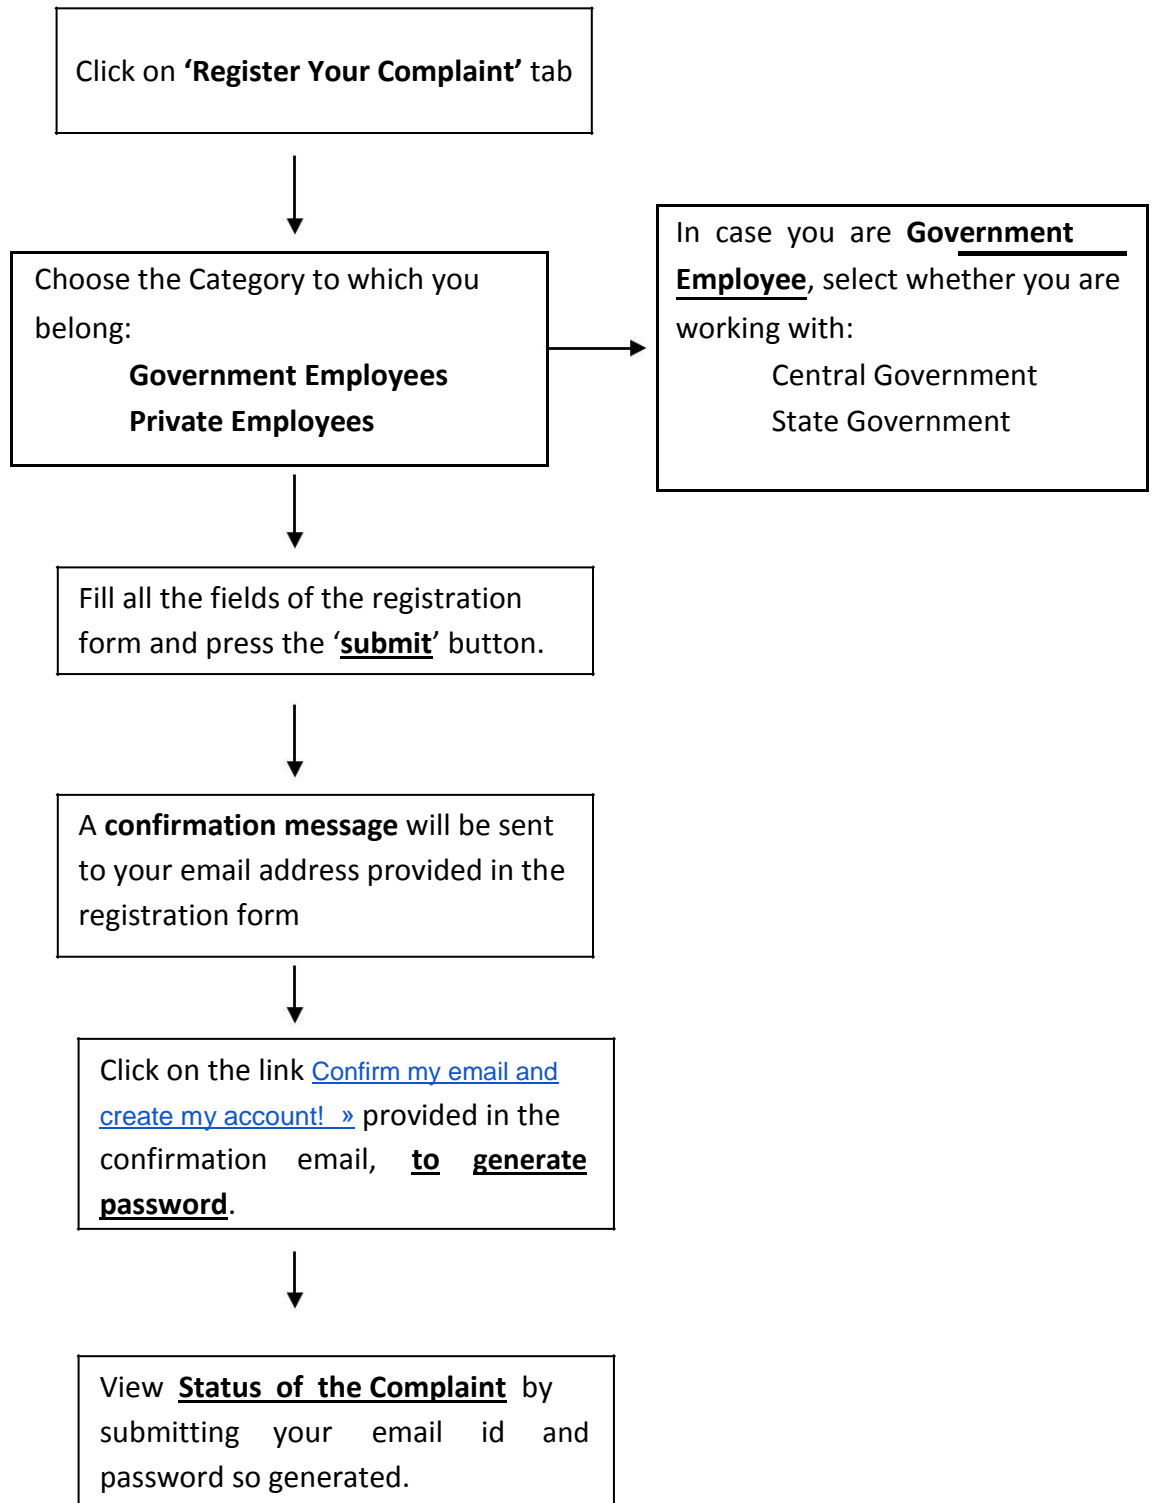 Click on ‘Register Your Complaint’ tab
Choose the Category to which you
belong:
Government Employees
Private Employees
In case you are Government
Employee, select whether you are
working with:
Central Government
State Government
Fill all the fields of the registration
form and press the ‘submit’ button.
A confirmation message will be sent
to your email address provided in the
registration form
Click on the link Confirm my email and
create my account! » provided in the
confirmation email, to generate
password.
View Status of the Complaint by
submitting your email id and
password so generated.